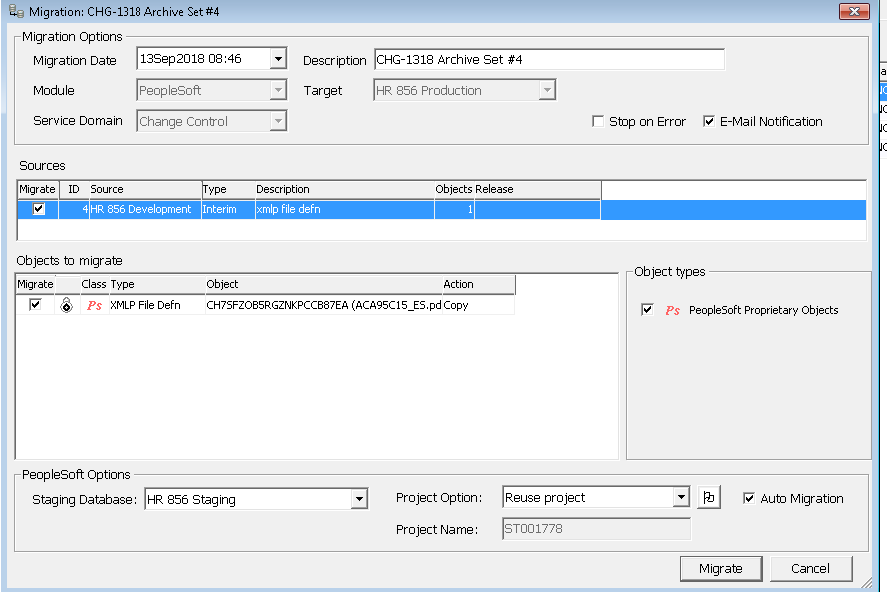 Migration: CHG-1318 Archive Set #4
Migration Options
Migration Date 13Sep2018 08:46 Description CHG-1318 Archive Set #4
Module PeopleSoft Target HR 856 Production
Service Domain Change Control Stop on Error E-Mail Notification
Sources
Migrate ID Source Type Description Objects Release
4 HR 856 Development Interim xmlp file defn 1
Objects to migrate
Object types
Migrate Class Type Object Action
Ps XMLP File Defn CH7SFZOB5RGZNKPCCB87EA (ACA95C15_ES.pd Copy
Ps PeopleSoft Proprietary Objects
PeopleSoft Options
Staging Database: HR 856 Staging Project Option: Reuse project Auto Migration
Project Name: ST001778
Migrate Cancel